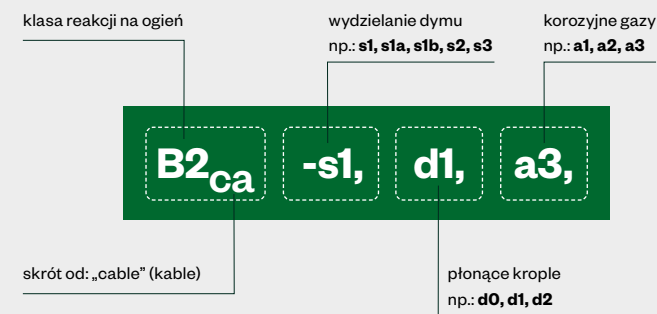 klasa reakcji na ogień
wydzielanie dymu
np.: s1, s1a, s1b, s2, s3
korozyjne gazy
np.: a1, a2, a3
B2ca -s1, d1, a3,
skrót od: „cable” (kable)
płonące krople
np.: d0, d1, d2